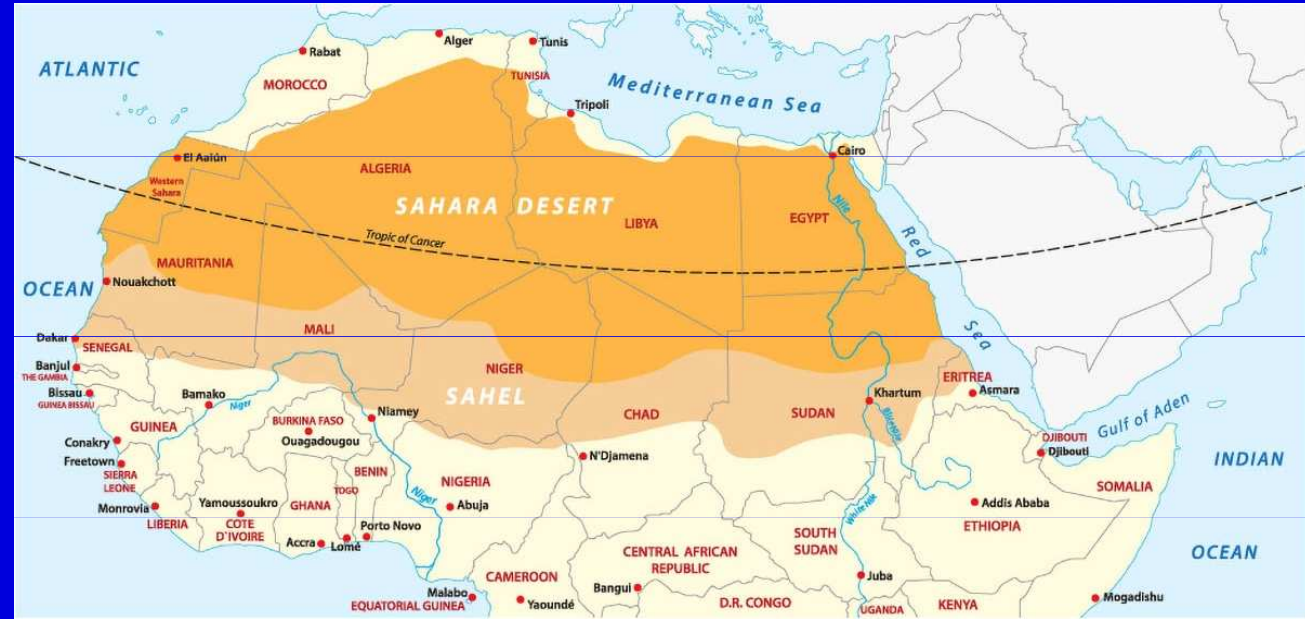 Alger
Tunis
Rabat
ATLANTIC
TUNISIA
MOROCCO
Mediterranean Sea
Tripoli
Cairo
El Aaiún
ALGERIA
Western
Sahara
SAHARA DESERT
Nile
EGYPT
LIBYA
Red
Tropic of Cancer
MAURITANIA
Nouakchott
OCEAN
MALI
Sea
Dakar
SENEGAL
Banjul
THE GAMBIA
NIGER
ERITREA
Asmara
Bissau
GUINEA BISSAU
Bamako
Niger
SAHEL
Khartum
Niamey
CHAD
SUDAN
Blue Nile
Gulf of Aden
GUINEA
BURKINA FASO
Ouagadougou
Conakry
DJIBOUTI
Djibouti
Freetown
SIERRA
LEONE
N'Djamena
INDIAN
BENIN
NIGERIA
SOMALIA
TOGO
Niger
Yamoussoukro
GHANA
Abuja
Addis Ababa
Monrovia
LIBERIA
COTE
D'IVOIRE
Porto Novo
White Nile
ETHIOPIA
Accra
Lomé
SOUTH
SUDAN
CENTRAL AFRICAN
REPUBLIC
OCEAN
CAMEROON
Bangui
Juba
Malabo
EQUATORIAL GUINEA
Yaoundé
D.R. CONGO
UGANDA
KENYA
Mogadishu